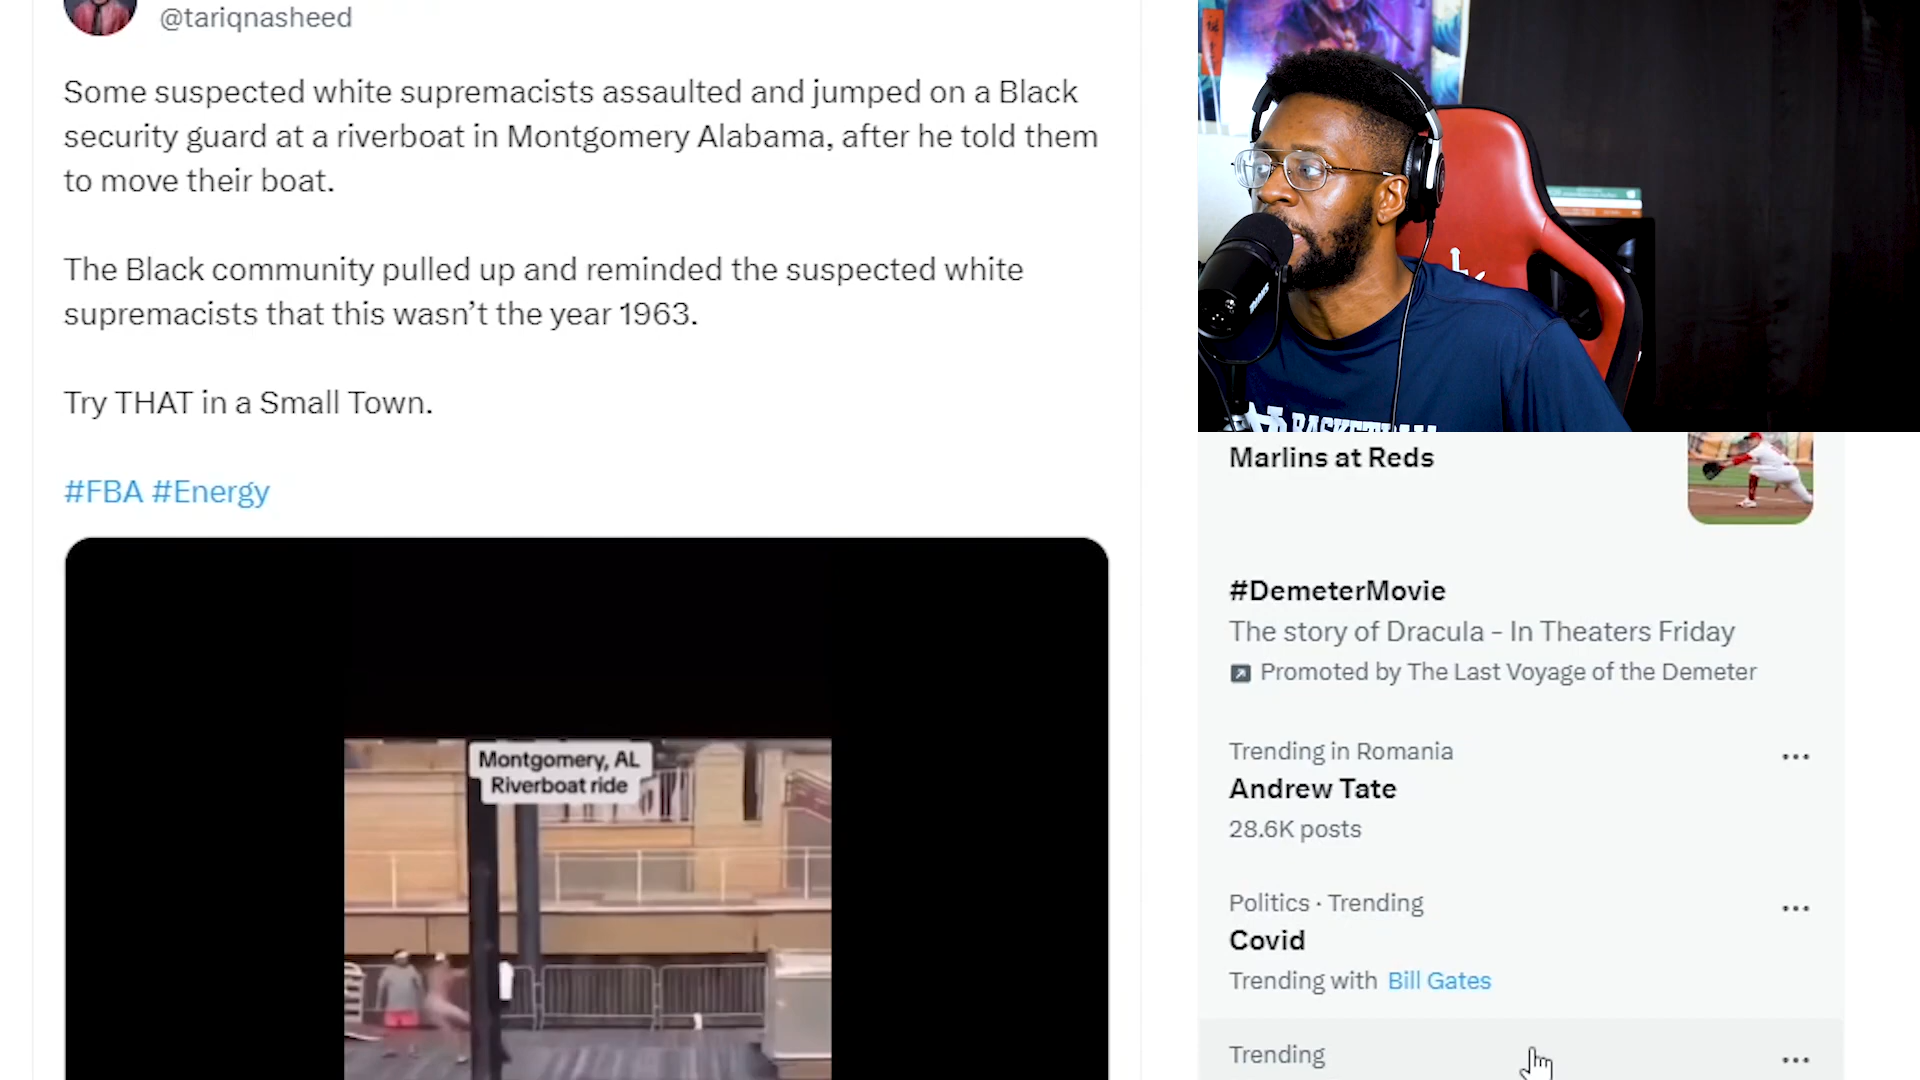 @tariqnasheed
Some suspected white supremacists assaulted and jumped on a Black
security guard at a riverboat in Montgomery Alabama, after he told them
to move their boat.
The Black community pulled up and reminded the suspected white
supremacists that this wasn’t the year 1963.
Try THAT in a Small Town.
#FBA #Energy
Montgomery, AL
Riverboat ride
BASKETBALL
Marlins at Reds
#DemeterMovie
The story of Dracula - In Theaters Friday
Promoted by The Last Voyage of the Demeter
Trending in Romania
Andrew Tate
28.6K posts
Politics · Trending
Covid
Trending with Bill Gates
Trending